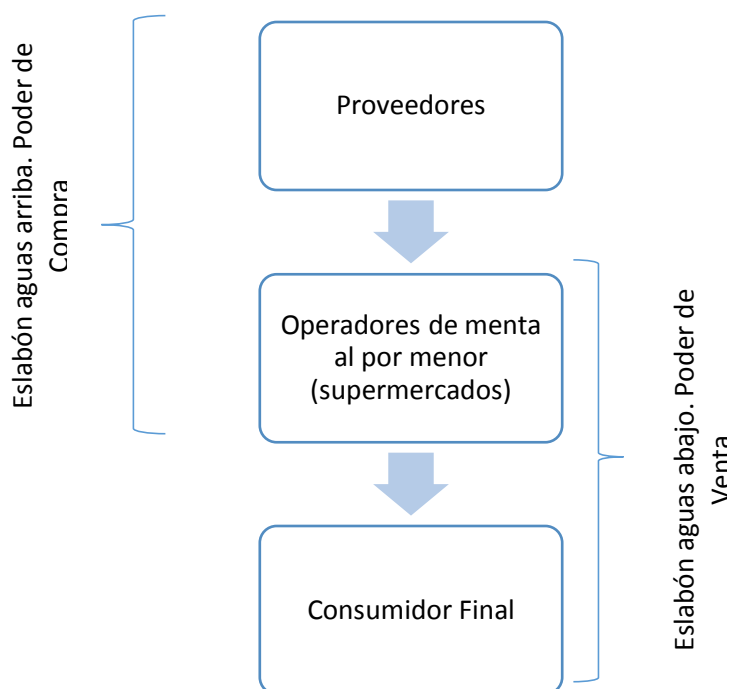 Eslabón aguas arriba. Poder de
Compra
Proveedores
Operadores de menta
al por menor
(supermercados)
Eslabón aguas abajo. Poder de
Venta
Consumidor Final